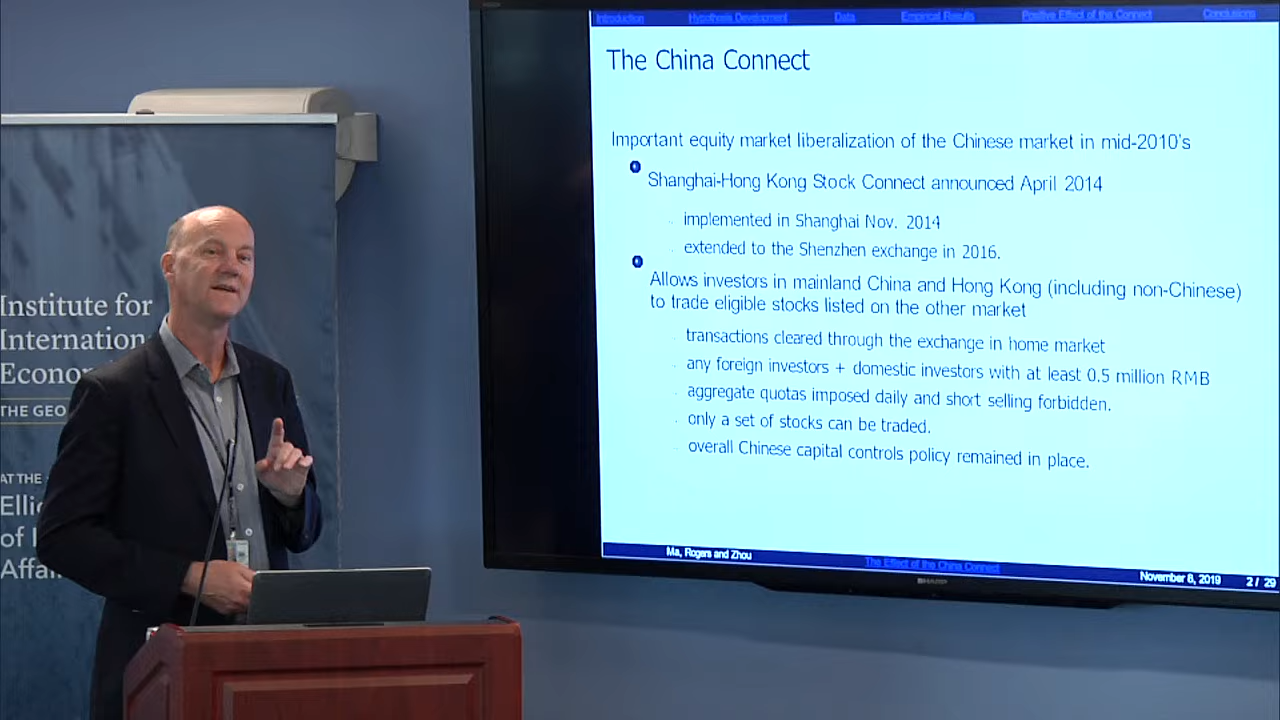 Institute for
Internation
Econo
THE GEO
AT THE
Elli
of I
Affai
Introduction
Hypothesis Development
Data
Empirical Results
Positive Effect of the Connect
Conclusions
The China Connect
Important equity market liberalization of the Chinese market in mid-2010's
Shanghai-Hong Kong Stock Connect announced April 2014
implemented in Shanghai Nov. 2014
extended to the Shenzhen exchange in 2016.
Allows investors in mainland China and Hong Kong (including non-Chinese)
to trade eligible stocks listed on the other market
transactions cleared through the exchange in home market
any foreign investors + domestic investors with at least 0.5 million RMB
aggregate quotas imposed daily and short selling forbidden.
only a set of stocks can be traded.
overall Chinese capital controls policy remained in place.
Ma, Rogers and Zhou
The Effect of the China Connect
November 8, 2019
2 / 29
SHARP